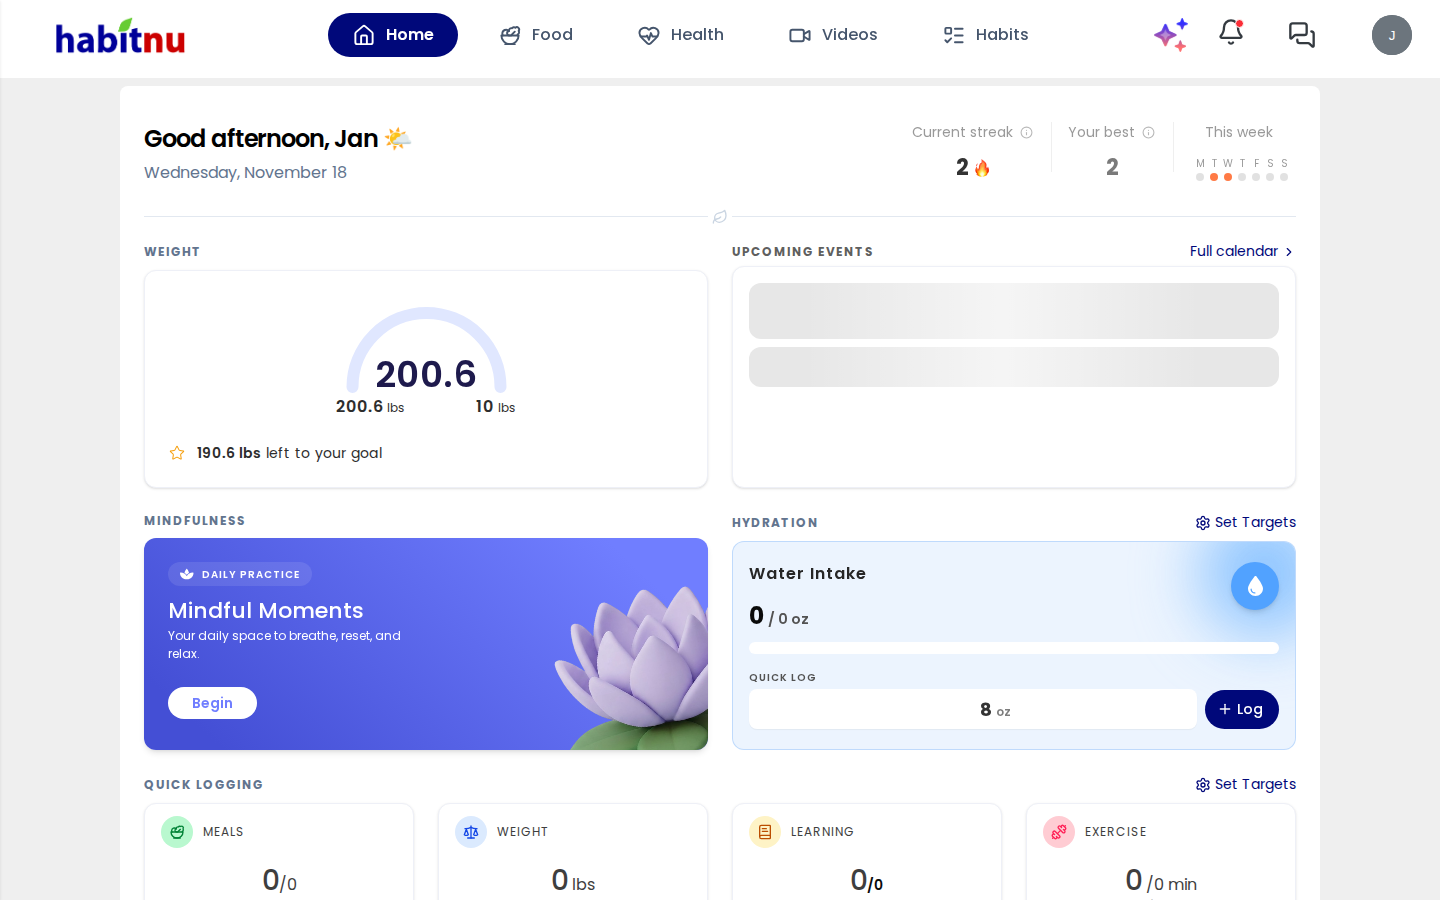 habitnu
Home
Food
Health
Videos
Habits
J
Good afternoon, Jan
Wednesday, November 18
Current streak
2
Your best
2
This week
M T W T F S S
WEIGHT
200.6
200.6 lbs
10 lbs
190.6 lbs left to your goal
UPCOMING EVENTS
Full calendar
MINDFULNESS
DAILY PRACTICE
Mindful Moments
Your daily space to breathe, reset, and
relax.
Begin
HYDRATION
Set Targets
Water Intake
0 / 0 oz
QUICK LOG
8 oz
+ Log
QUICK LOGGING
Set Targets
MEALS
0/0
WEIGHT
0 lbs
LEARNING
0/0
EXERCISE
0 /0 min